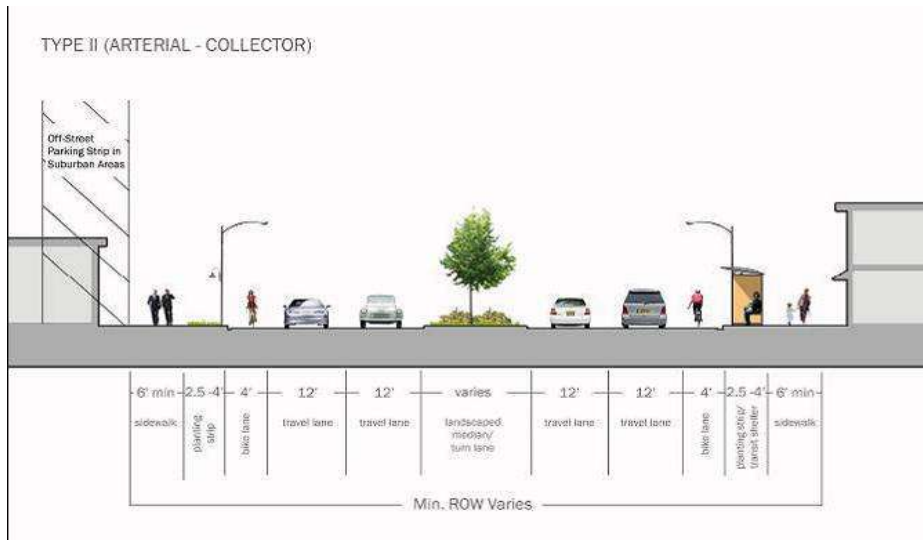 TYPE II (ARTERIAL - COLLECTOR)
Off-Street
Parking Strip in
Suburban Areas
6' min
2.5 -4'
4'
12'
12'
varies
12'
12'
4'
2.5 -4'
6' min
sidewalk
planting
strip
bike lane
travel lane
travel lane
landscaped
median/
turn lane
travel lane
travel lane
bike lane
planting strip/
transit shelter
sidewalk
Min. ROW Varies